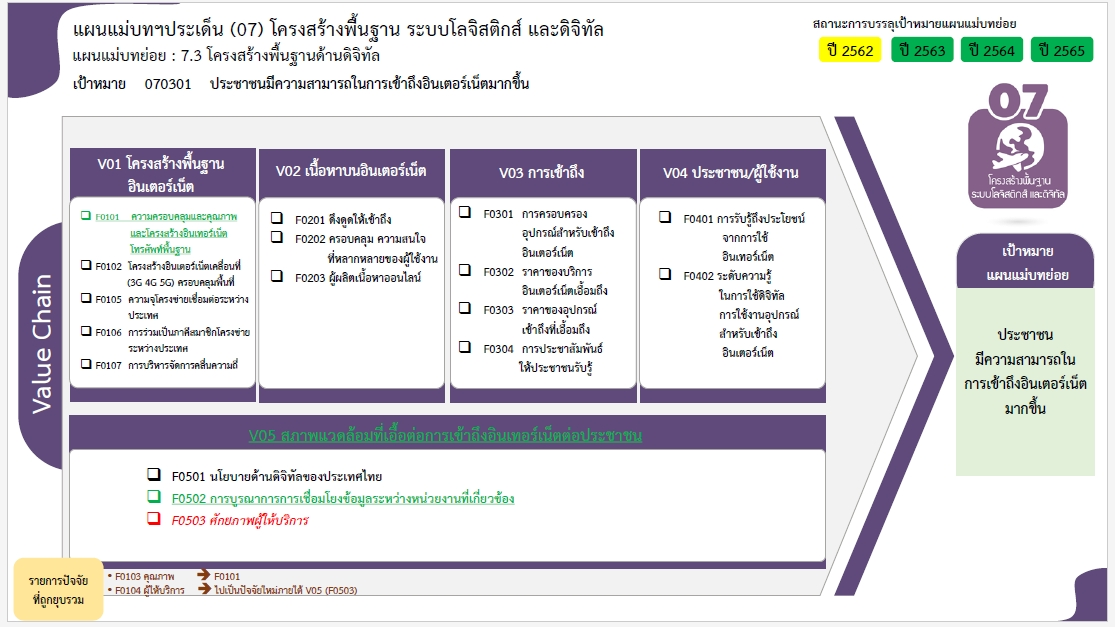 แผนแม่บทฯประเด็น (07) โครงสร้างพื้นฐาน ระบบโลจิสติกส์ และดิจิทัล
แผนแม่บทย่อย : 7.3 โครงสร้างพื้นฐานด้านดิจิทัล
เป้าหมาย 070301 ประชาชนมีความสามารถในการเข้าถึงอินเตอร์เน็ตมากขึ้น
สถานะการบรรลุเป้าหมายแผนแม่บทย่อย
ปี 2562 ปี 2563 ปี 2564 ปี 2565
07
โครงสร้างพื้นฐาน
ระบบโลจิสติกส์ และดิจิทัล
Value Chain
V01 โครงสร้างพื้นฐาน
อินเตอร์เน็ต
F0101 ความครอบคลุมและคุณภาพ
และโครงสร้างอินเทอร์เน็ต
โทรศัพท์พื้นฐาน
F0102 โครงสร้างอินเตอร์เน็ตเคลื่อนที่
(3G 4G 5G) ครอบคลุมพื้นที่
F0105 ความจุโครงข่ายเชื่อมต่อระหว่าง
ประเทศ
F0106 การร่วมเป็นภาคีสมาชิกโครงข่าย
ระหว่างประเทศ
F0107 การบริหารจัดการคลื่นความถี่
V02 เนื้อหาบนอินเตอร์เน็ต
F0201 ดึงดูดให้เข้าถึง
F0202 ครอบคลุม ความสนใจ
ที่หลากหลายของผู้ใช้งาน
F0203 ผู้ผลิตเนื้อหาออนไลน์
V03 การเข้าถึง
F0301 การครอบครอง
อุปกรณ์สำหรับเข้าถึง
อินเตอร์เน็ต
F0302 ราคาของบริการ
อินเตอร์เน็ตเอื้อมถึง
F0303 ราคาของอุปกรณ์
เข้าถึงที่เอื้อมถึง
F0304 การประชาสัมพันธ์
ให้ประชาชนรับรู้
V04 ประชาชน/ผู้ใช้งาน
F0401 การรับรู้ถึงประโยชน์
จากการใช้
อินเทอร์เน็ต
F0402 ระดับความรู้
ในการใช้ดิจิทัล
การใช้งานอุปกรณ์
สำหรับเข้าถึง
อินเตอร์เน็ต
เป้าหมาย
แผนแม่บทย่อย
ประชาชน
มีความสามารถใน
การเข้าถึงอินเตอร์เน็ต
มากขึ้น
V05 สภาพแวดล้อมที่เอื้อต่อการเข้าถึงอินเทอร์เน็ตต่อประชาชน
F0501 นโยบายด้านดิจิทัลของประเทศไทย
F0502 การบูรณาการการเชื่อมโยงข้อมูลระหว่างหน่วยงานที่เกี่ยวข้อง
F0503 ศักยภาพผู้ให้บริการ
รายการปัจจัย
ที่ถูกยุบรวม
• F0103 คุณภาพ ➔ F0101
• F0104 ผู้ให้บริการ ➔ ไปเป็นปัจจัยใหม่ภายใต้ V05 (F0503)